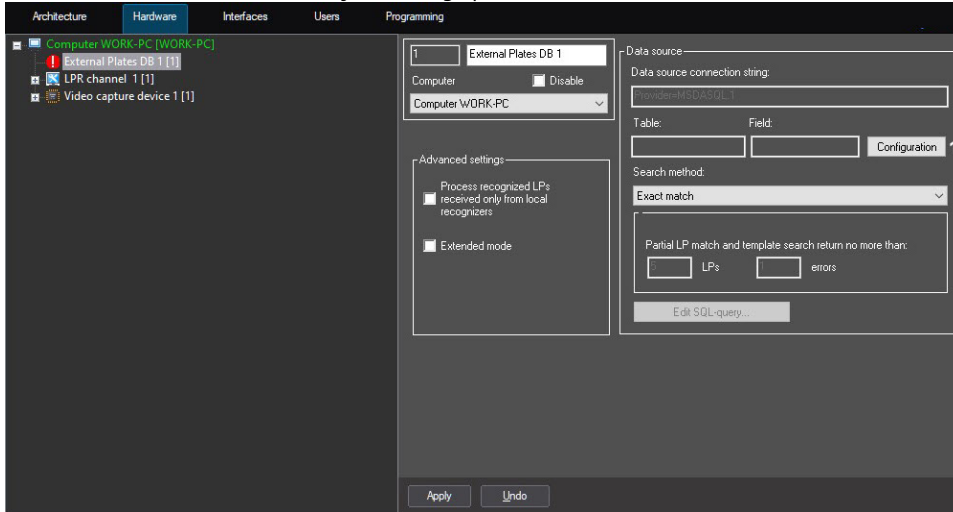 Architecture Hardware Interfaces Users Programming
Computer WORK-PC [WORK-PC]
External Plates DB 1 [1]
LPR channel 1 [1]
Video capture device 1 [1]
1 External Plates DB 1
Computer Disable
Computer WORK-PC
Advanced settings
Process recognized LPs
received only from local
recognizers
Extended mode
Data source
Data source connection string:
Provider=MSDASQL.1
Table: Field:
Configuration
Search method:
Exact match
Partial LP match and template search return no more than:
5 LPs 1 errors
Edit SQL-query...
Apply Undo